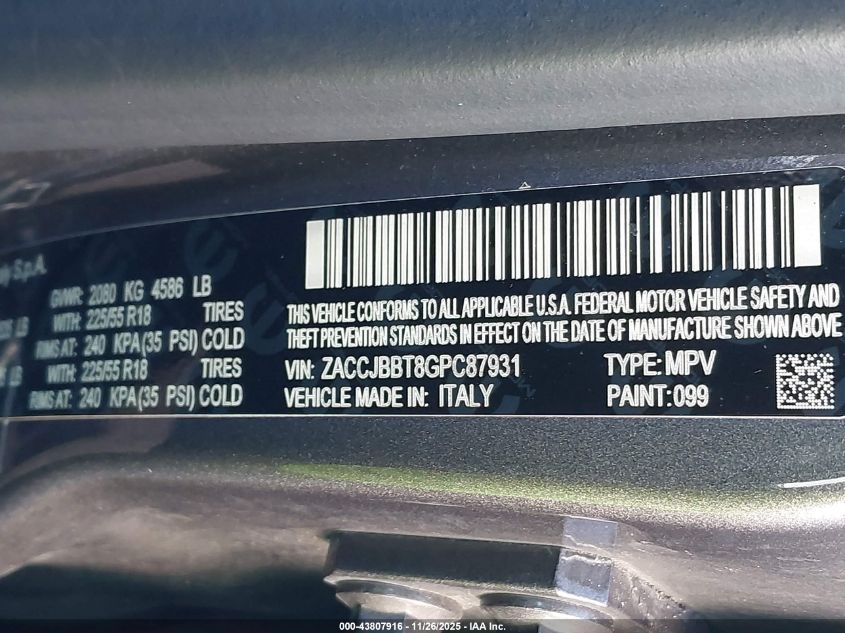 ly S.p.A.
GVWR: 2080 KG 4586 LB
WITH: 225/55 R18 TIRES
RIMS AT: 240 KPA(35 PSI) COLD
WITH: 225/55 R18 TIRES
RIMS AT: 240 KPA(35 PSI) COLD
THIS VEHICLE CONFORMS TO ALL APPLICABLE U.S.A. FEDERAL MOTOR VEHICLE SAFETY AND
THEFT PREVENTION STANDARDS IN EFFECT ON THE DATE OF MANUFACTURE SHOWN ABOVE
VIN: ZACCJBBT8GPC87931 TYPE: MPV
VEHICLE MADE IN: ITALY PAINT: 099
000-43807916 - 11/26/2025 - IAA Inc.